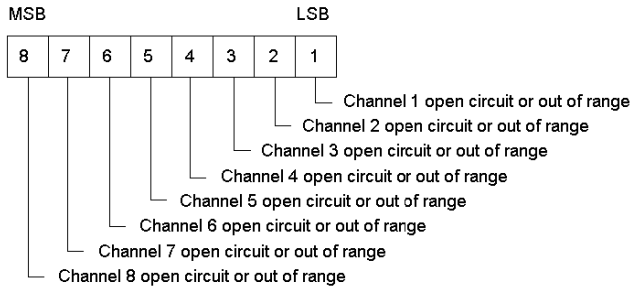 MSB LSB
8 7 6 5 4 3 2 1
Channel 1 open circuit or out of range
Channel 2 open circuit or out of range
Channel 3 open circuit or out of range
Channel 4 open circuit or out of range
Channel 5 open circuit or out of range
Channel 6 open circuit or out of range
Channel 7 open circuit or out of range
Channel 8 open circuit or out of range